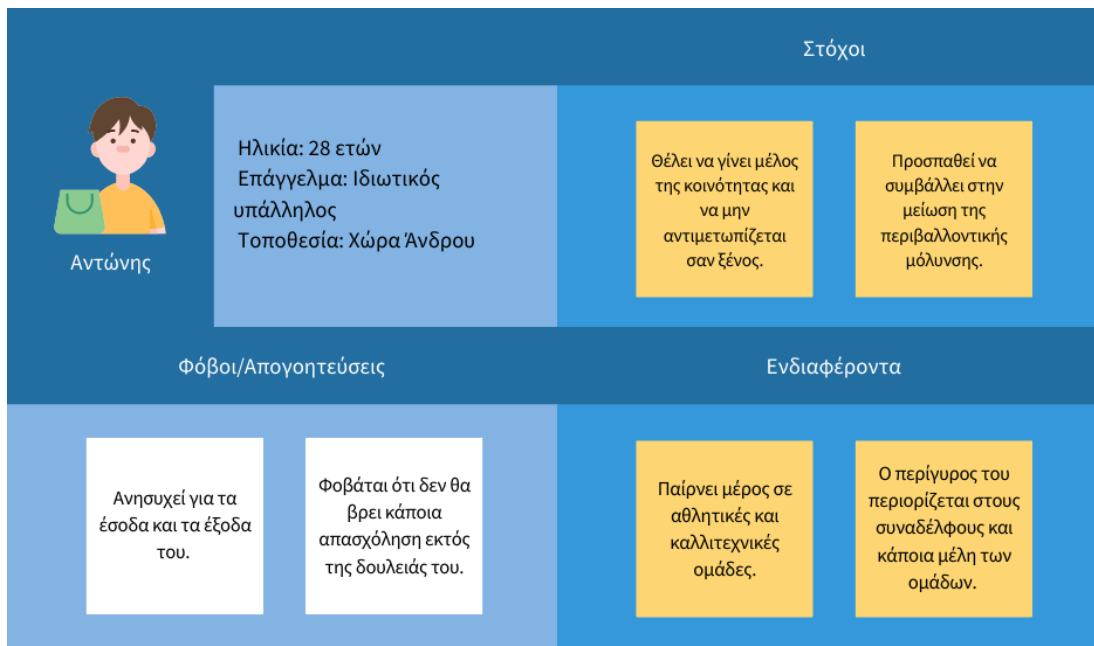 Στόχοι
Αντώνης
Ηλικία: 28 ετών
Επάγγελμα: Ιδιωτικός
υπάλληλος
Τοποθεσία: Χώρα Άνδρου
Θέλει να γίνει μέλος
της κοινότητας και
να μην
αντιμετωπίζεται
σαν ξένος.
Προσπαθεί να
συμβάλλει στην
μείωση της
περιβαλλοντικής
μόλυνσης.
Φόβοι/Απογοητεύσεις
Ανησυχεί για τα
έσοδα και τα έξοδα
του.
Φοβάται ότι δεν θα
βρει κάποια
απασχόληση εκτός
της δουλειάς του.
Ενδιαφέροντα
Παίρνει μέρος σε
αθλητικές και
καλλιτεχνικές
ομάδες.
Ο περίγυρος του
περιορίζεται στους
συναδέλφους και
κάποια μέλη των
ομάδων.